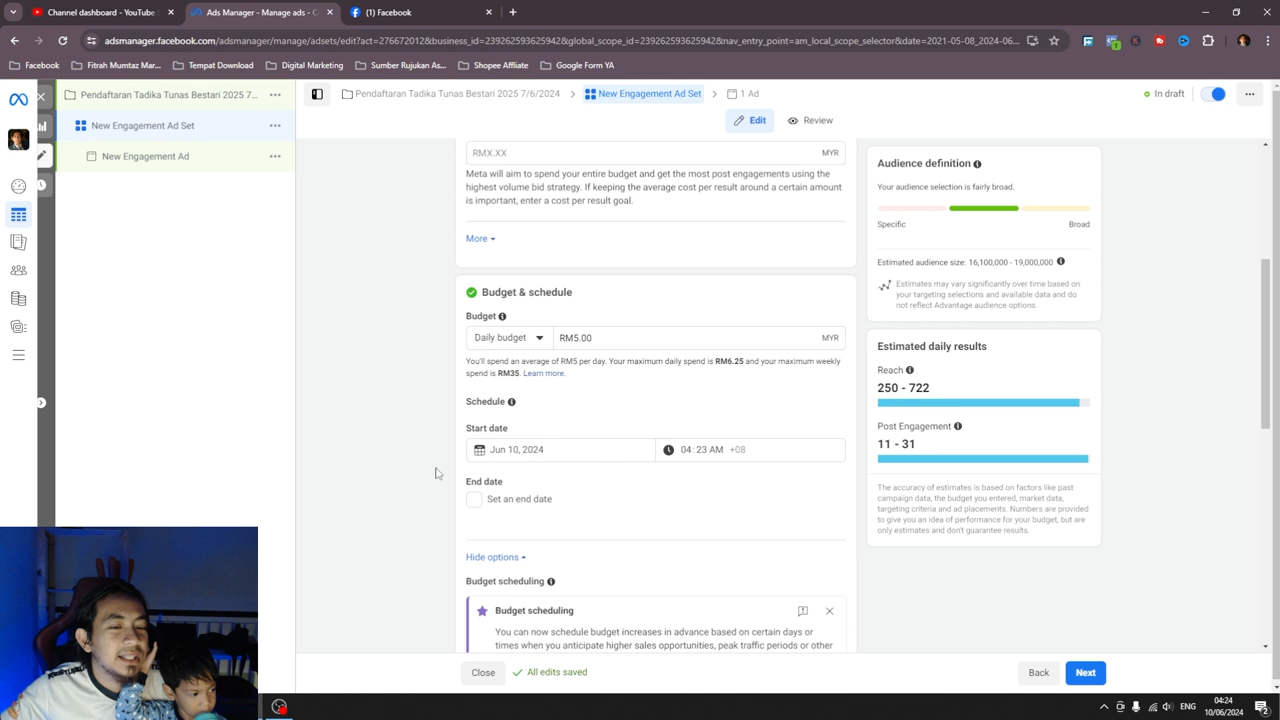 Channel dashboard - YouTube S
Ads Manager - Manage ads - C
(1) Facebook
adsmanager.facebook.com/adsmanager/manage/adsets/edit?act=276672012&business_id=239262593625942&global_scope_id=239262593625942&nav_entry_point=am_local_scope_selector&date=2021-05-08_2024-06...
Facebook
Fitrah Mumtaz Mar...
Tempat Download
Digital Marketing
Sumber Rujukan As...
Shopee Affliate
Google Form YA
Pendaftaran Tadika Tunas Bestari 2025 7...
New Engagement Ad Set
New Engagement Ad
Pendaftaran Tadika Tunas Bestari 2025 7/6/2024
New Engagement Ad Set
1 Ad
In draft
Edit
Review
RMX.XX
MYR
Meta will aim to spend your entire budget and get the most post engagements using the
highest volume bid strategy. If keeping the average cost per result around a certain amount
is important, enter a cost per result goal.
More
Budget & schedule
Budget
Daily budget
RM5.00
MYR
You'll spend an average of RM5 per day. Your maximum daily spend is RM6.25 and your maximum weekly
spend is RM35. Learn more.
Schedule
Start date
Jun 10, 2024
04:23 AM +08
End date
Set an end date
Hide options
Budget scheduling
Budget scheduling
You can now schedule budget increases in advance based on certain days or
times when you anticipate higher sales opportunities, peak traffic periods or other
Audience definition
Your audience selection is fairly broad.
Specific
Broad
Estimated audience size: 16,100,000 - 19,000,000
Estimates may vary significantly over time based on
your targeting selections and available data and do
not reflect Advantage audience options.
Estimated daily results
Reach
250 - 722
Post Engagement
11 - 31
The accuracy of estimates is based on factors like past
campaign data, the budget you entered, market data,
targeting criteria and ad placements. Numbers are provided
to give you an idea of performance for your budget, but are
only estimates and don't guarantee results.
Close
All edits saved
Back
Next
ENG
04:24
10/06/2024